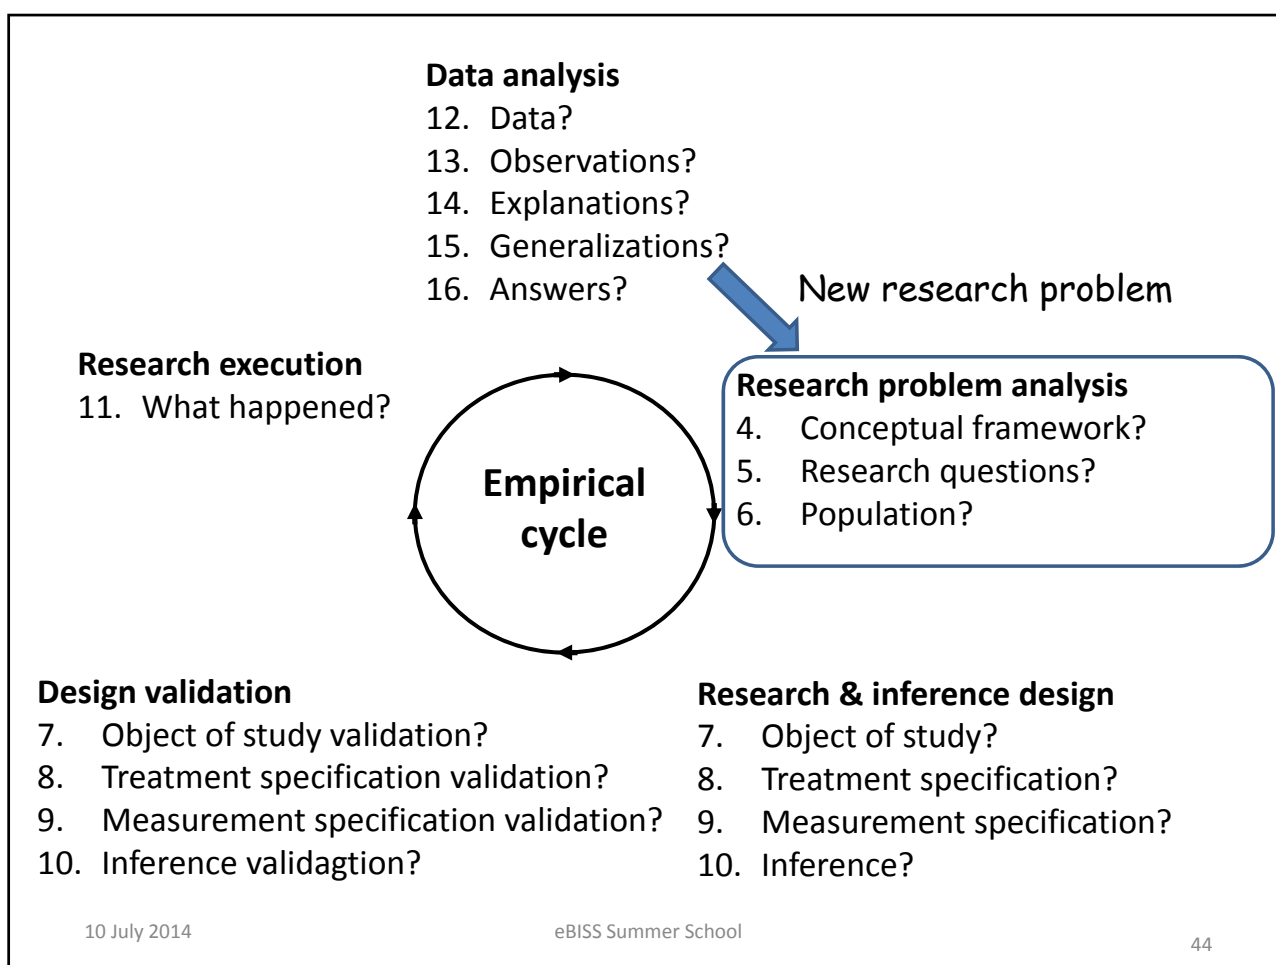 Data analysis
12. Data?
13. Observations?
14. Explanations?
15. Generalizations?
16. Answers?
New research problem
Research execution
11. What happened?
Research problem analysis
4. Conceptual framework?
5. Research questions?
6. Population?
Empirical
cycle
Design validation
7. Object of study validation?
8. Treatment specification validation?
9. Measurement specification validation?
10. Inference validagtion?
Research & inference design
7. Object of study?
8. Treatment specification?
9. Measurement specification?
10. Inference?
10 July 2014
eBISS Summer School
44